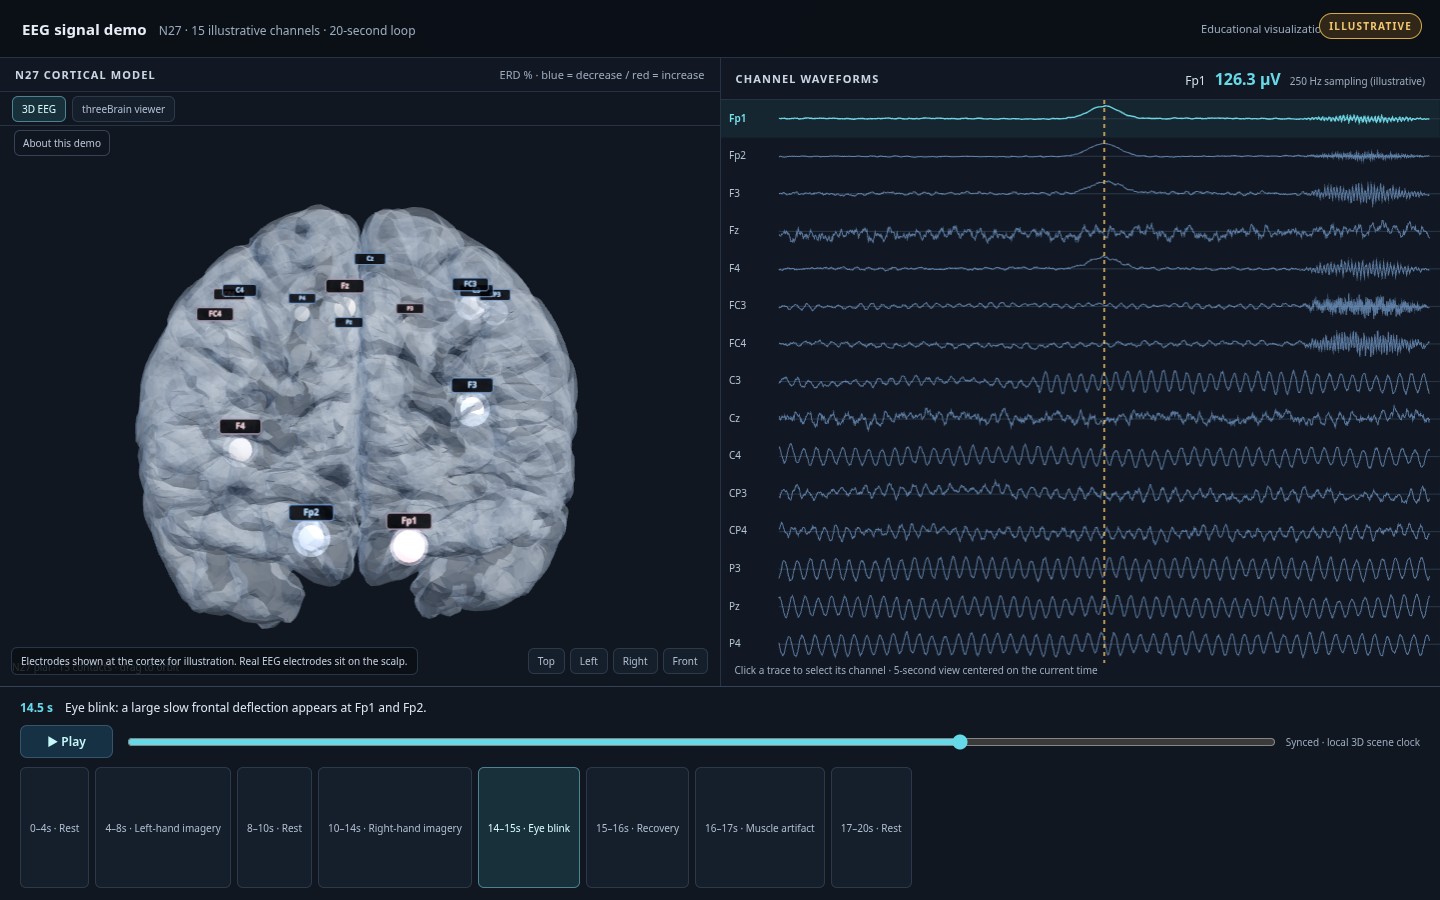 EEG signal demo N27 · 15 illustrative channels · 20-second loop
Educational ILLUSTRATIVE
N27 CORTICAL MODEL ERD % · blue = decrease / red = increase
3D EEG threeBrain viewer
About this demo
Cz
C4
FC3
P3
Fz
P4
FC4
P3
Pz
F3
F4
Fp2
Fp1
Electrodes shown at the cortex for illustration. Real EEG electrodes sit on the scalp.
Top Left Right Front
CHANNEL WAVEFORMS Fp1 126.3 µV 250 Hz sampling (illustrative)
Fp1
Fp2
F3
Fz
F4
FC3
FC4
C3
Cz
C4
CP3
CP4
P3
Pz
P4
Click a trace to select its channel · 5-second view centered on the current time
14.5 s Eye blink: a large slow frontal deflection appears at Fp1 and Fp2.
Play Synced · local 3D scene clock
0–4s · Rest 4–8s · Left-hand imagery 8–10s · Rest 10–14s · Right-hand imagery 14–15s · Eye blink 15–16s · Recovery 16–17s · Muscle artifact 17–20s · Rest